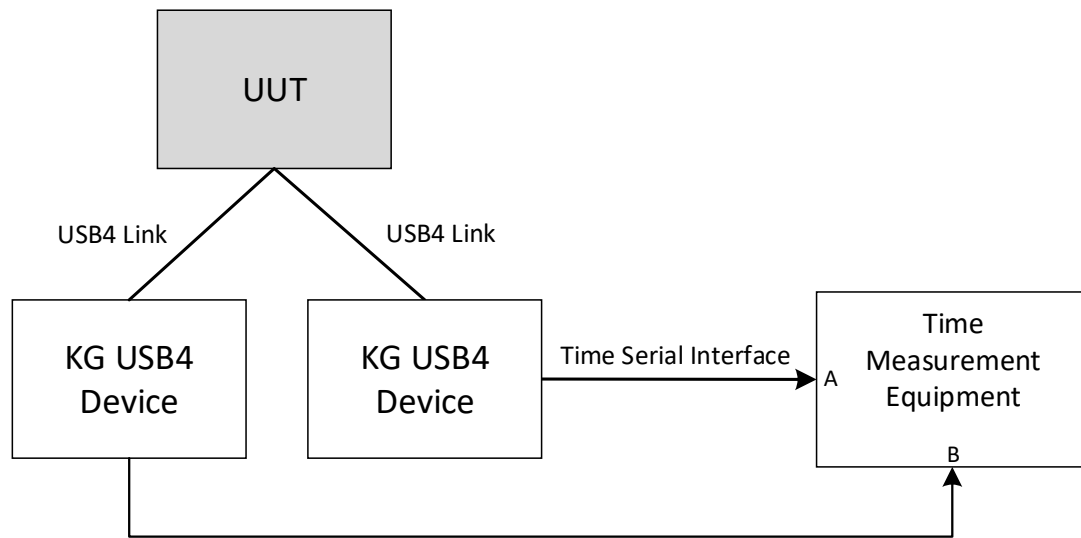 UUT
USB4 Link
USB4 Link
KG USB4
Device
KG USB4
Device
Time Serial Interface
A
Time
Measurement
Equipment
B